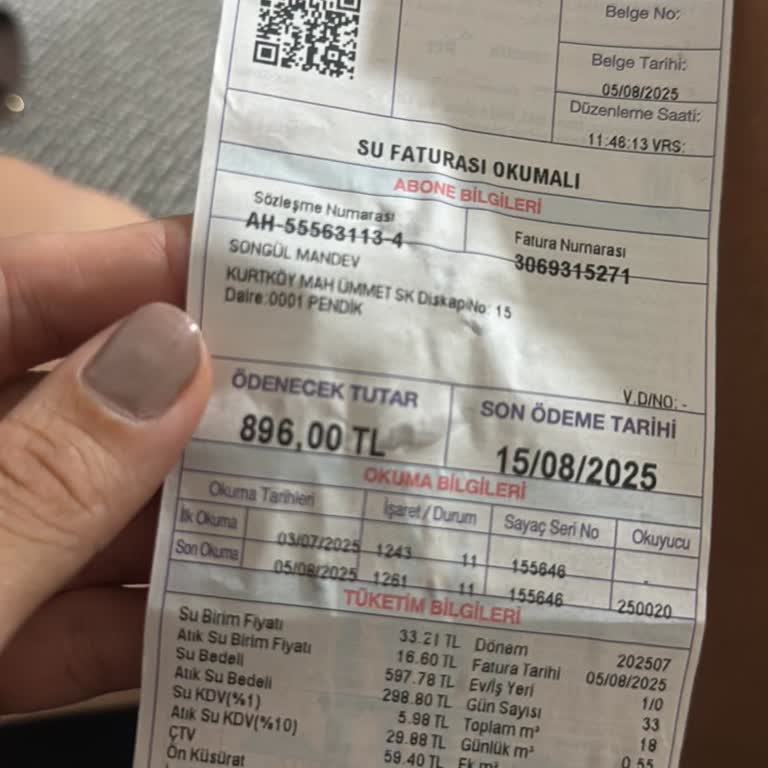 Belge No:
Belge Tarihi:
05/08/2025
Düzenleme Saati:
11:46:13 VRS:
SU FATURASI OKUMALI
ABONE BİLGİLERİ
Sözleşme Numarası
AH-55563113-4
Fatura Numarası
3069315271
SONGÜL MANDEV
KURTKÖY MAH ÜMMET SK DışkapıNo: 15
Daire:0001 PENDİK
V.D/NO: -
ÖDENECEK TUTAR
896,00 TL
SON ÖDEME TARİHİ
15/08/2025
OKUMA BİLGİLERİ
Okuma Tarihleri İşaret / Durum Sayaç Seri No Okuyucu
İlk Okuma 03/07/2025 1243 11 155646 -
Son Okuma 05/08/2025 1261 11 155646 250020
TÜKETİM BİLGİLERİ
Su Birim Fiyatı 33.21 TL Dönem 202507
Atık Su Birim Fiyatı 16.60 TL Fatura Tarihi 05/08/2025
Su Bedeli 597.78 TL Ev/İş Yeri 1/0
Atık Su Bedeli 298.80 TL Gün Sayısı 33
Su KDV(%1) 5.98 TL Toplam m³ 18
Atık Su KDV(%10) 29.88 TL Günlük m³ 0.55
ÇTV 59.40 TL Ek m³
Ön Küsürat